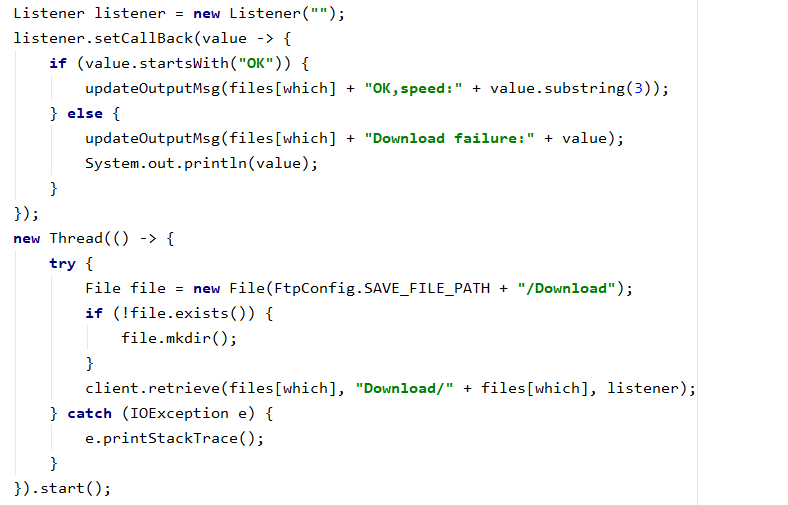 Listener listener = new Listener("");
listener.setCallBack(value -> {
    if (value.startsWith("OK")) {
        updateOutputMsg(files[which] + "OK,speed:" + value.substring(3));
    } else {
        updateOutputMsg(files[which] + "Download failure:" + value);
        System.out.println(value);
    }
});
new Thread(() -> {
    try {
        File file = new File(FtpConfig.SAVE_FILE_PATH + "/Download");
        if (!file.exists()) {
            file.mkdir();
        }
        client.retrieve(files[which], "Download/" + files[which], listener);
    } catch (IOException e) {
        e.printStackTrace();
    }
}).start();